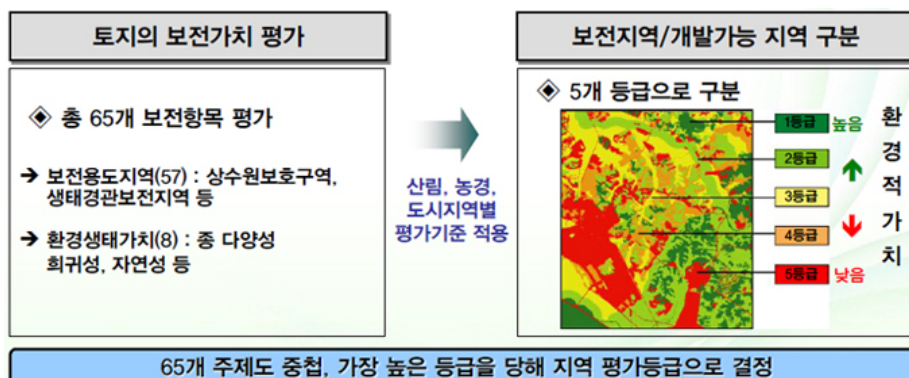 토지의 보전가치 평가
◈ 총 65개 보전항목 평가
➔ 보전용도지역(57) : 상수원보호구역,
생태경관보전지역 등
➔ 환경생태가치(8) : 종 다양성
희귀성, 자연성 등
산림, 농경,
도시지역별
평가기준 적용
보전지역/개발가능 지역 구분
◈ 5개 등급으로 구분
1등급 높음
2등급
3등급
4등급
5등급 낮음
환경적 가치
65개 주제도 중첩, 가장 높은 등급을 당해 지역 평가등급으로 결정